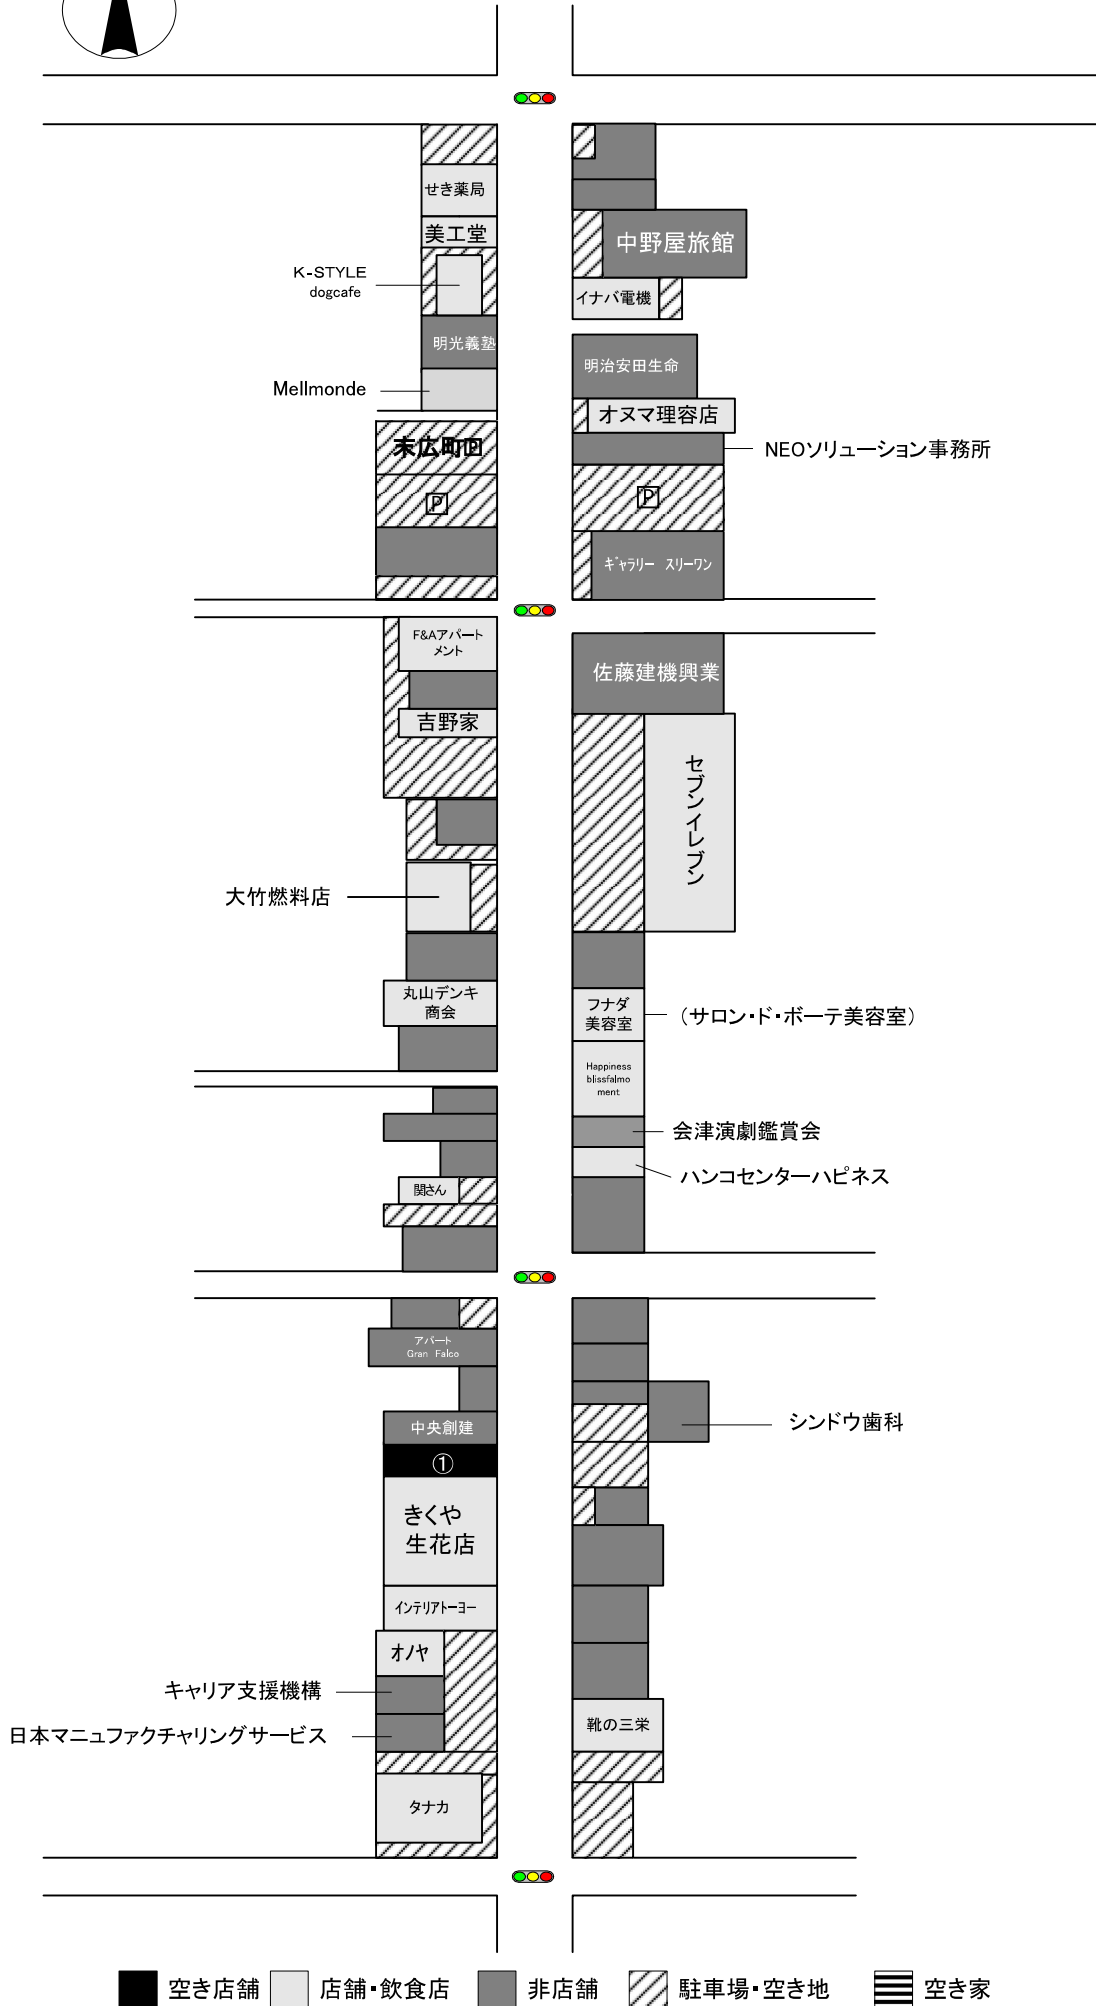 せき薬局
美工堂
K-STYLE
dogcafe
明光義塾
Mellmonde
末広町P
P
中野屋旅館
イナバ電機
明治安田生命
オヌマ理容店
NEOソリューション事務所
P
ギャラリー スリーワン
F&Aアパート
メント
吉野家
大竹燃料店
丸山デンキ
商会
関さん
佐藤建機興業
セブンイレブン
フナダ
美容室
（サロン・ド・ボーテ美容室）
Happiness
blissfalmo
ment
会津演劇鑑賞会
ハンコセンターハピネス
アパート
Gran Falco
中央創建
①
きくや
生花店
インテリアトーヨー
オノヤ
キャリア支援機構
日本マニュファクチャリングサービス
タナカ
シンドウ歯科
靴の三栄
空き店舗
店舗・飲食店
非店舗
駐車場・空き地
空き家